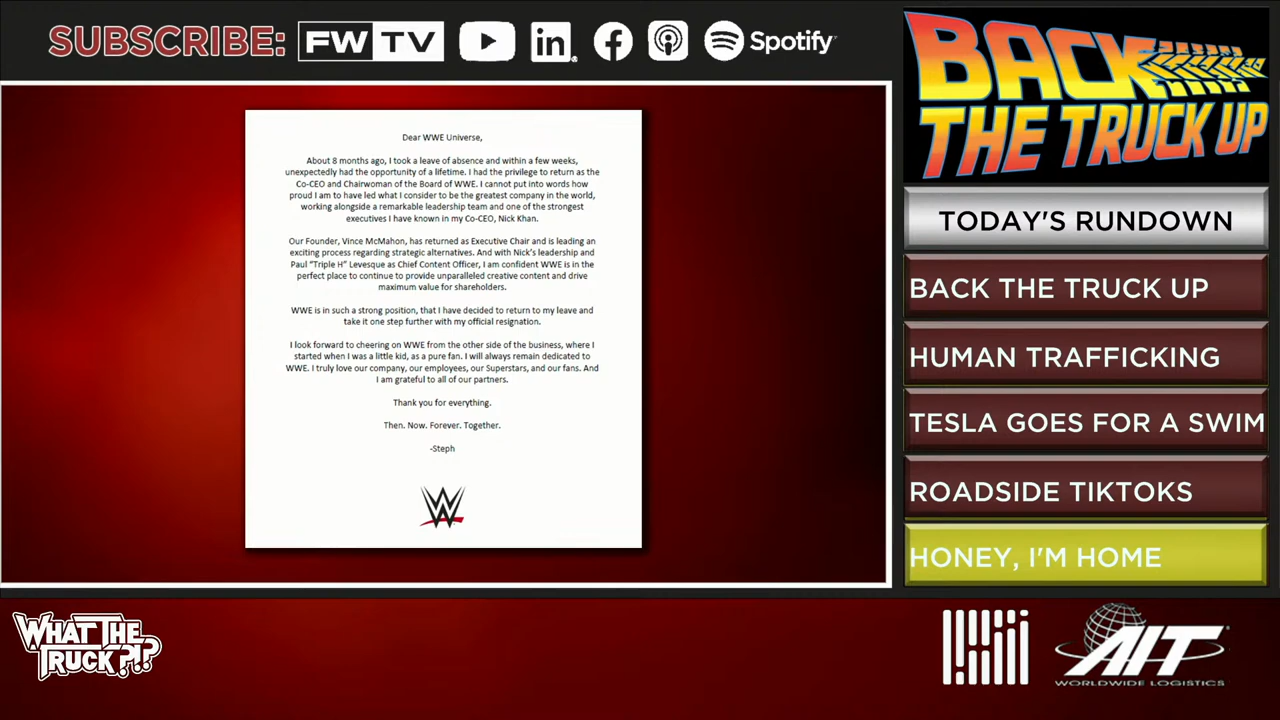 SUBSCRIBE: FW TV in Facebook Spotify
BACK
THE TRUCK UP
TODAY'S RUNDOWN
BACK THE TRUCK UP
HUMAN TRAFFICKING
TESLA GOES FOR A SWIM
ROADSIDE TIKTOKS
HONEY, I'M HOME
Dear WWE Universe,
About 8 months ago, I took a leave of absence and within a few weeks,
unexpectedly had the opportunity of a lifetime. I had the privilege to return as the
Co-CEO and Chairwoman of the Board of WWE. I cannot put into words how
proud I am to have led what I consider to be the greatest company in the world,
working alongside a remarkable leadership team and one of the strongest
executives I have known in my Co-CEO, Nick Khan.
Our Founder, Vince McMahon, has returned as Executive Chair and is leading an
exciting process regarding strategic alternatives. And with Nick's leadership and
Paul "Triple H" Levesque as Chief Content Officer, I am confident WWE is in the
perfect place to continue to provide unparalleled creative content and drive
maximum value for shareholders.
WWE is in such a strong position, that I have decided to return to my leave and
take it one step further with my official resignation.
I look forward to cheering on WWE from the other side of the business, where I
started when I was a little kid, as a pure fan. I will always remain dedicated to
WWE. I truly love our company, our employees, our Superstars, and our fans. And
I am grateful to all of our partners.
Thank you for everything.
Then. Now. Forever. Together.
-Steph
W
WHAT THE
TRUCK?!?
AIT
WORLDWIDE LOGISTICS